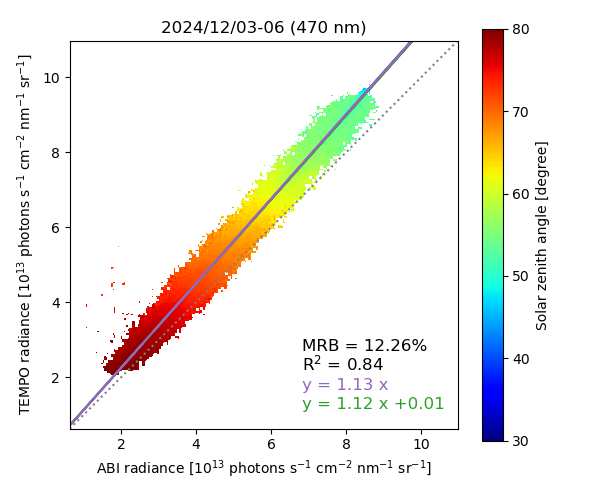 2024/12/03-06 (470 nm)
TEMPO radiance [10¹³ photons s⁻¹ cm⁻² nm⁻¹ sr⁻¹]
10
8
6
4
2
MRB = 12.26%
R² = 0.84
y = 1.13 x
y = 1.12 x +0.01
2 4 6 8 10
ABI radiance [10¹³ photons s⁻¹ cm⁻² nm⁻¹ sr⁻¹]
80
70
60
50
40
30
Solar zenith angle [degree]